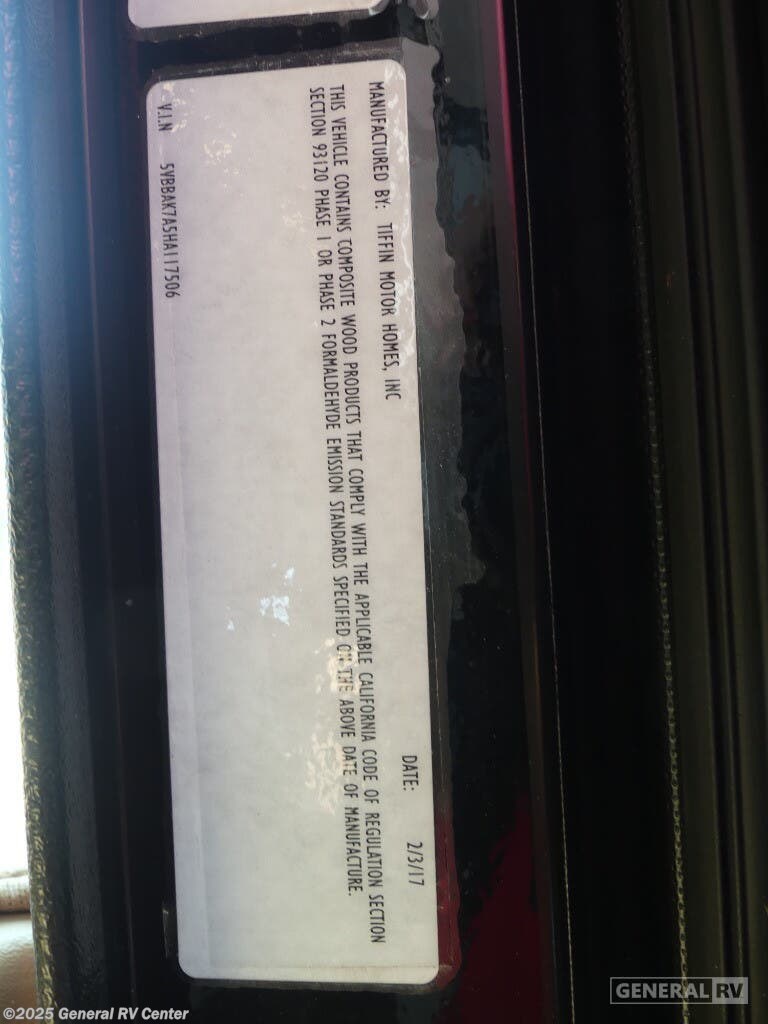 MANUFACTURED BY: TIFFIN MOTOR HOMES, INC
DATE: 2/3/17
THIS VEHICLE CONTAINS COMPOSITE WOOD PRODUCTS THAT COMPLY WITH THE APPLICABLE CALIFORNIA CODE OF REGULATION SECTION
SECTION 93120 PHASE 1 OR PHASE 2 FORMALDEHYDE EMISSION STANDARDS SPECIFIED ON THE ABOVE DATE OF MANUFACTURE.
V.I.N 5VBBAK7A5HA117506
GENERAL RV
©2025 General RV Center